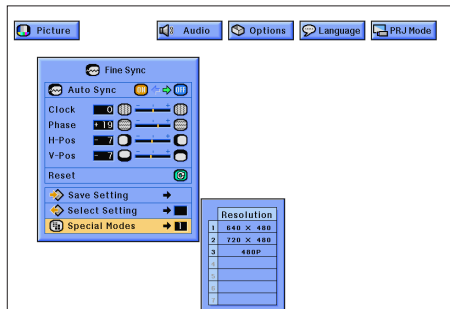 Picture
Audio
Options
Language
PRJ Mode
Fine Sync
Auto Sync ON OFF
Clock 0 - +
Phase + 19 - +
H-Pos - 7 - +
V-Pos - 7 - +
Reset
Save Setting
Select Setting
Special Modes 1
Resolution
1 640 × 480
2 720 × 480
3 480P
4
5
6
7